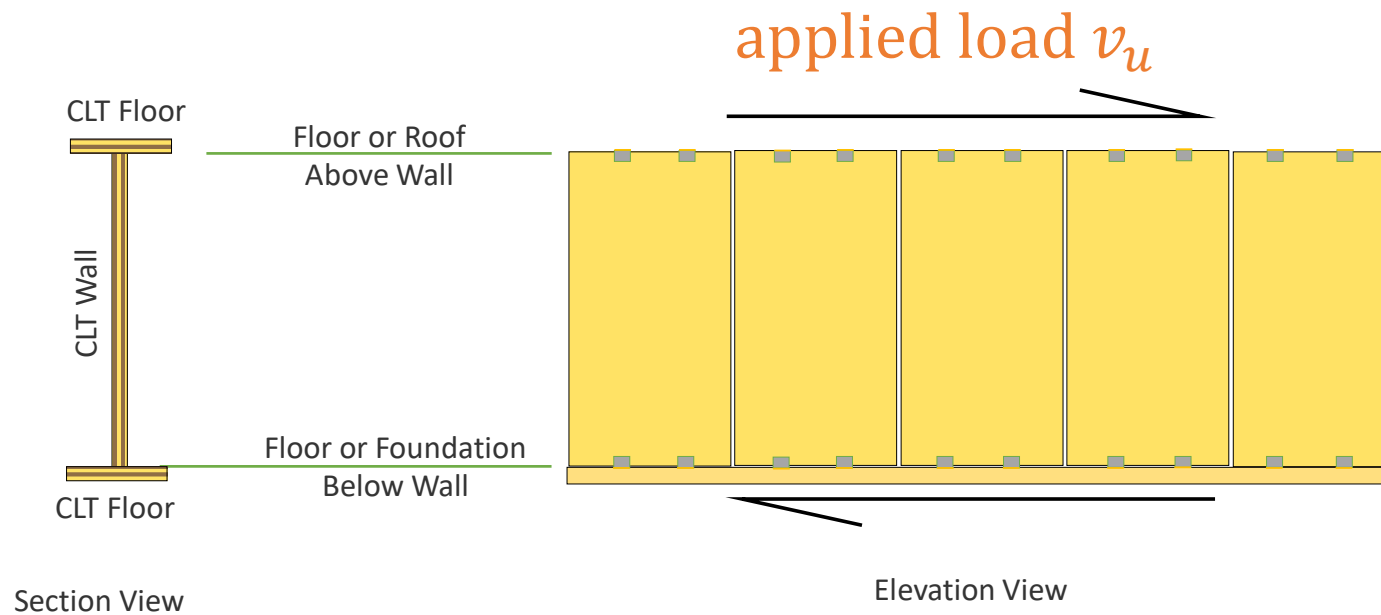 applied load vᵤ
CLT Floor
Floor or Roof
Above Wall
CLT Wall
Floor or Foundation
Below Wall
CLT Floor
Section View
Elevation View